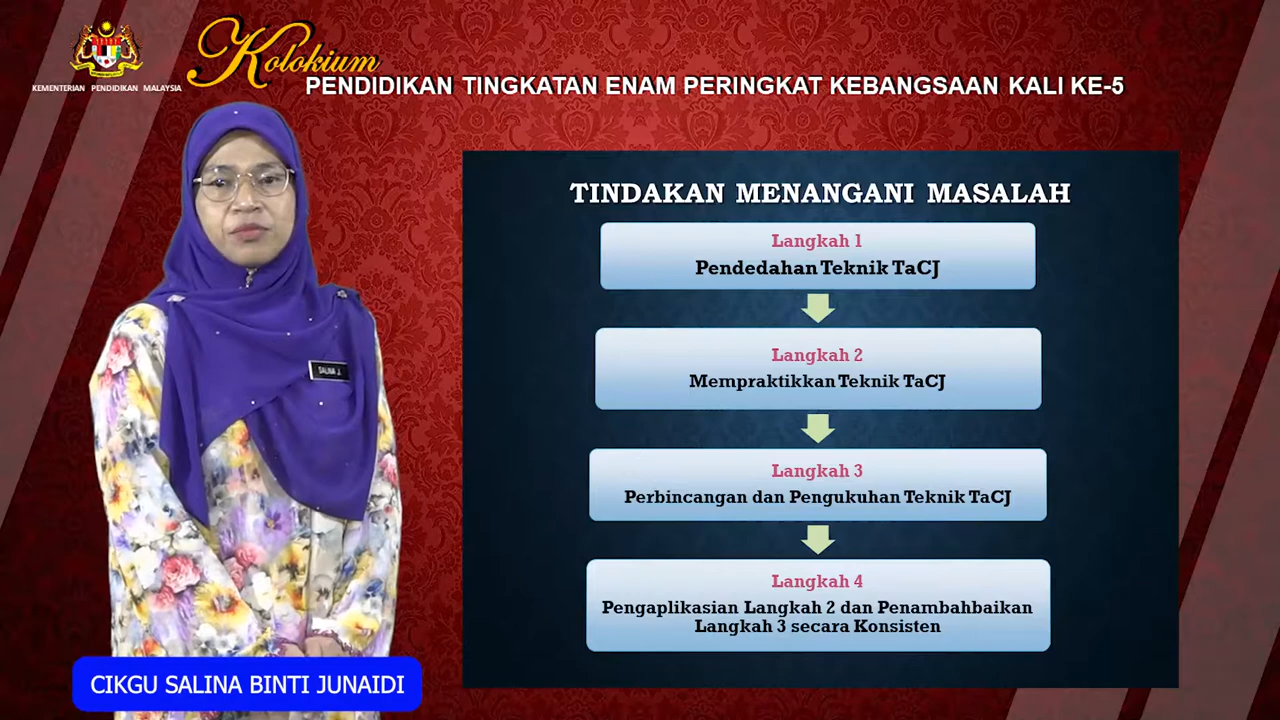 Kolokium
KEMENTERIAN PENDIDIKAN MALAYSIA
PENDIDIKAN TINGKATAN ENAM PERINGKAT KEBANGSAAN KALI KE-5
TINDAKAN MENANGANI MASALAH
Langkah 1
Pendedahan Teknik TaCJ
Langkah 2
Mempraktikkan Teknik TaCJ
Langkah 3
Perbincangan dan Pengukuhan Teknik TaCJ
Langkah 4
Pengaplikasian Langkah 2 dan Penambahbaikan
Langkah 3 secara Konsisten
SALINA J.
CIKGU SALINA BINTI JUNAIDI